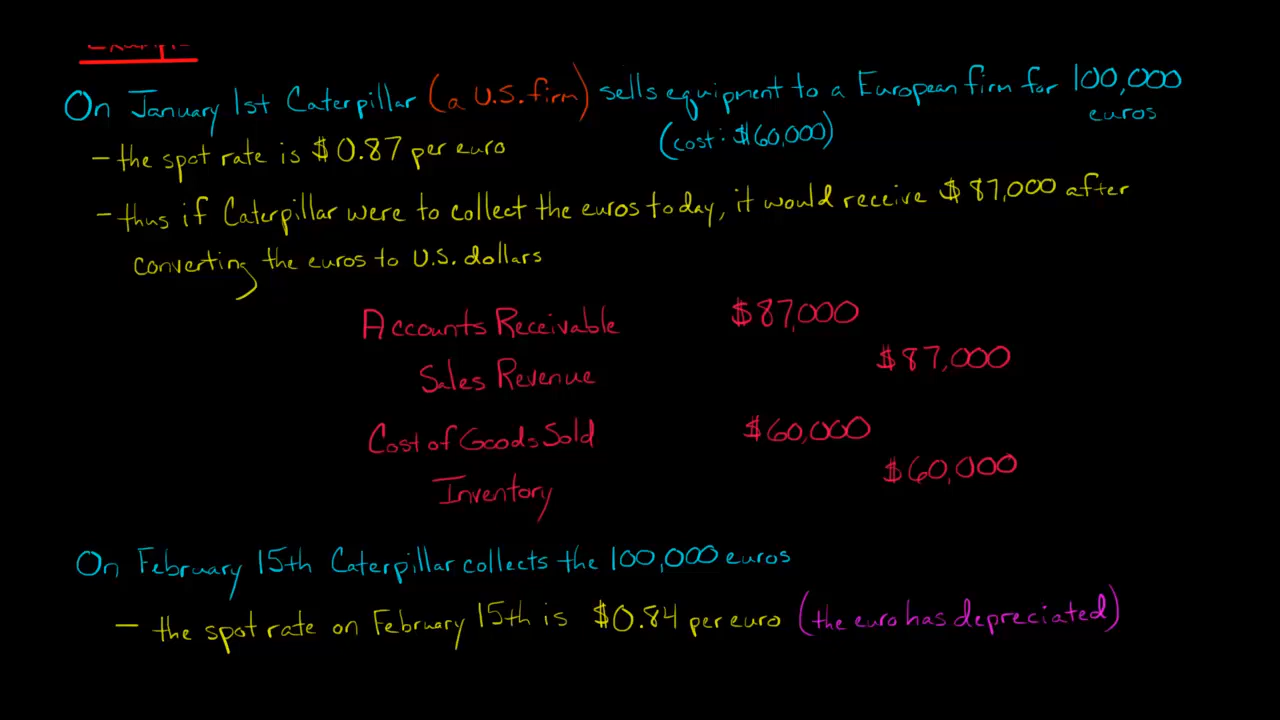 On January 1st Caterpillar (a U.S. firm) sells equipment to a European firm for 100,000 euros
(cost: $60,000)
– the spot rate is $0.87 per euro
– thus if Caterpillar were to collect the euros today, it would receive $87,000 after
converting the euros to U.S. dollars
Accounts Receivable $87,000
Sales Revenue $87,000
Cost of Goods Sold $60,000
Inventory $60,000
On February 15th Caterpillar collects the 100,000 euros
– the spot rate on February 15th is $0.84 per euro (the euro has depreciated)